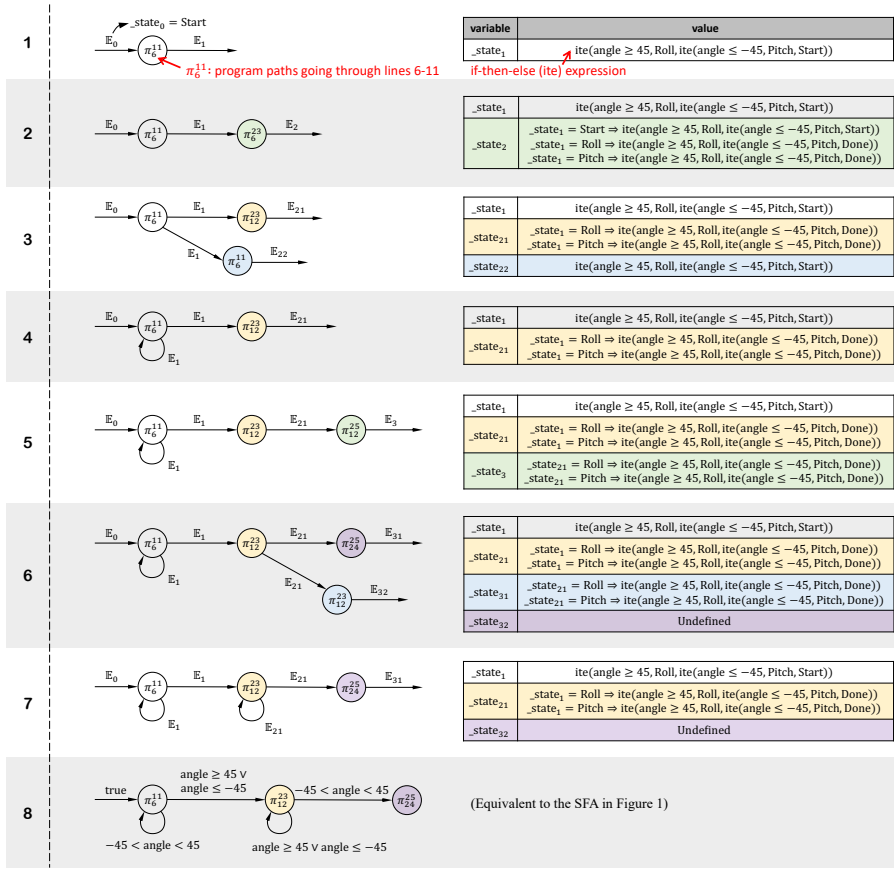 _state₀ = Start
1
𝔼₀
π₆¹¹
𝔼₁
π₆¹¹: program paths going through lines 6-11
variable value
_state₁ ite(angle ≥ 45, Roll, ite(angle ≤ −45, Pitch, Start))
if-then-else (ite) expression
2
𝔼₀
π₆¹¹
𝔼₁
π₆²³
𝔼₂
_state₁ ite(angle ≥ 45, Roll, ite(angle ≤ −45, Pitch, Start))
_state₂
_state₁ = Start ⇒ ite(angle ≥ 45, Roll, ite(angle ≤ −45, Pitch, Start))
_state₁ = Roll ⇒ ite(angle ≥ 45, Roll, ite(angle ≤ −45, Pitch, Done))
_state₁ = Pitch ⇒ ite(angle ≥ 45, Roll, ite(angle ≤ −45, Pitch, Done))
3
𝔼₀
π₆¹¹
𝔼₁
π₁₂²³
𝔼₂₁
𝔼₁
π₆¹¹
𝔼₂₂
_state₁ ite(angle ≥ 45, Roll, ite(angle ≤ −45, Pitch, Start))
_state₂₁
_state₁ = Roll ⇒ ite(angle ≥ 45, Roll, ite(angle ≤ −45, Pitch, Done))
_state₁ = Pitch ⇒ ite(angle ≥ 45, Roll, ite(angle ≤ −45, Pitch, Done))
_state₂₂ ite(angle ≥ 45, Roll, ite(angle ≤ −45, Pitch, Start))
4
𝔼₀
π₆¹¹
𝔼₁
π₁₂²³
𝔼₂₁
𝔼₁
_state₁ ite(angle ≥ 45, Roll, ite(angle ≤ −45, Pitch, Start))
_state₂₁
_state₁ = Roll ⇒ ite(angle ≥ 45, Roll, ite(angle ≤ −45, Pitch, Done))
_state₁ = Pitch ⇒ ite(angle ≥ 45, Roll, ite(angle ≤ −45, Pitch, Done))
5
𝔼₀
π₆¹¹
𝔼₁
π₁₂²³
𝔼₂₁
π₁₂²⁵
𝔼₃
𝔼₁
_state₁ ite(angle ≥ 45, Roll, ite(angle ≤ −45, Pitch, Start))
_state₂₁
_state₁ = Roll ⇒ ite(angle ≥ 45, Roll, ite(angle ≤ −45, Pitch, Done))
_state₁ = Pitch ⇒ ite(angle ≥ 45, Roll, ite(angle ≤ −45, Pitch, Done))
_state₃
_state₂₁ = Roll ⇒ ite(angle ≥ 45, Roll, ite(angle ≤ −45, Pitch, Done))
_state₂₁ = Pitch ⇒ ite(angle ≥ 45, Roll, ite(angle ≤ −45, Pitch, Done))
6
𝔼₀
π₆¹¹
𝔼₁
π₁₂²³
𝔼₂₁
π₂₄²⁵
𝔼₃₁
𝔼₁
𝔼₂₁
π₁₂²³
𝔼₃₂
_state₁ ite(angle ≥ 45, Roll, ite(angle ≤ −45, Pitch, Start))
_state₂₁
_state₁ = Roll ⇒ ite(angle ≥ 45, Roll, ite(angle ≤ −45, Pitch, Done))
_state₁ = Pitch ⇒ ite(angle ≥ 45, Roll, ite(angle ≤ −45, Pitch, Done))
_state₃₁
_state₂₁ = Roll ⇒ ite(angle ≥ 45, Roll, ite(angle ≤ −45, Pitch, Done))
_state₂₁ = Pitch ⇒ ite(angle ≥ 45, Roll, ite(angle ≤ −45, Pitch, Done))
_state₃₂ Undefined
7
𝔼₀
π₆¹¹
𝔼₁
π₁₂²³
𝔼₂₁
π₂₄²⁵
𝔼₃₁
𝔼₁
𝔼₂₁
_state₁ ite(angle ≥ 45, Roll, ite(angle ≤ −45, Pitch, Start))
_state₂₁
_state₁ = Roll ⇒ ite(angle ≥ 45, Roll, ite(angle ≤ −45, Pitch, Done))
_state₁ = Pitch ⇒ ite(angle ≥ 45, Roll, ite(angle ≤ −45, Pitch, Done))
_state₃₂ Undefined
8
true
π₆¹¹
angle ≥ 45 ∨
angle ≤ −45
π₁₂²³
−45 < angle < 45
π₂₄²⁵
−45 < angle < 45
angle ≥ 45 ∨ angle ≤ −45
(Equivalent to the SFA in Figure 1)